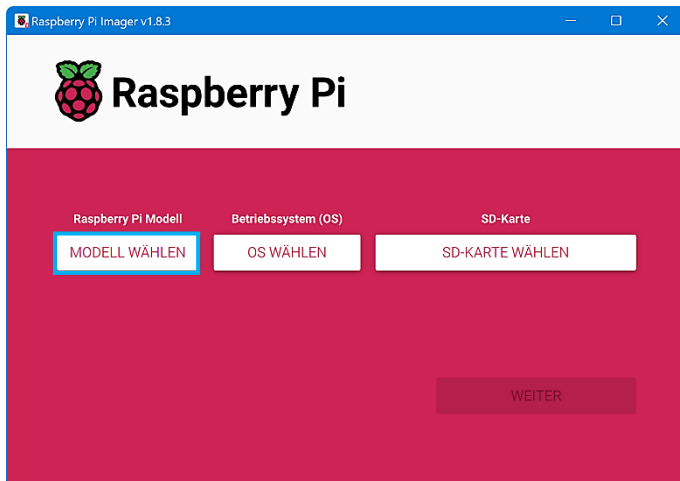 Raspberry Pi Imager v1.8.3
Raspberry Pi
Raspberry Pi Modell
Betriebssystem (OS)
SD-Karte
MODELL WÄHLEN
OS WÄHLEN
SD-KARTE WÄHLEN
WEITER